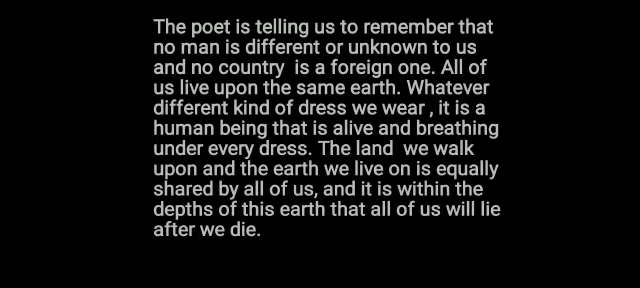 The poet is telling us to remember that
no man is different or unknown to us
and no country  is a foreign one. All of
us live upon the same earth. Whatever
different kind of dress we wear , it is a
human being that is alive and breathing
under every dress. The land  we walk
upon and the earth we live on is equally
shared by all of us, and it is within the
depths of this earth that all of us will lie
after we die.